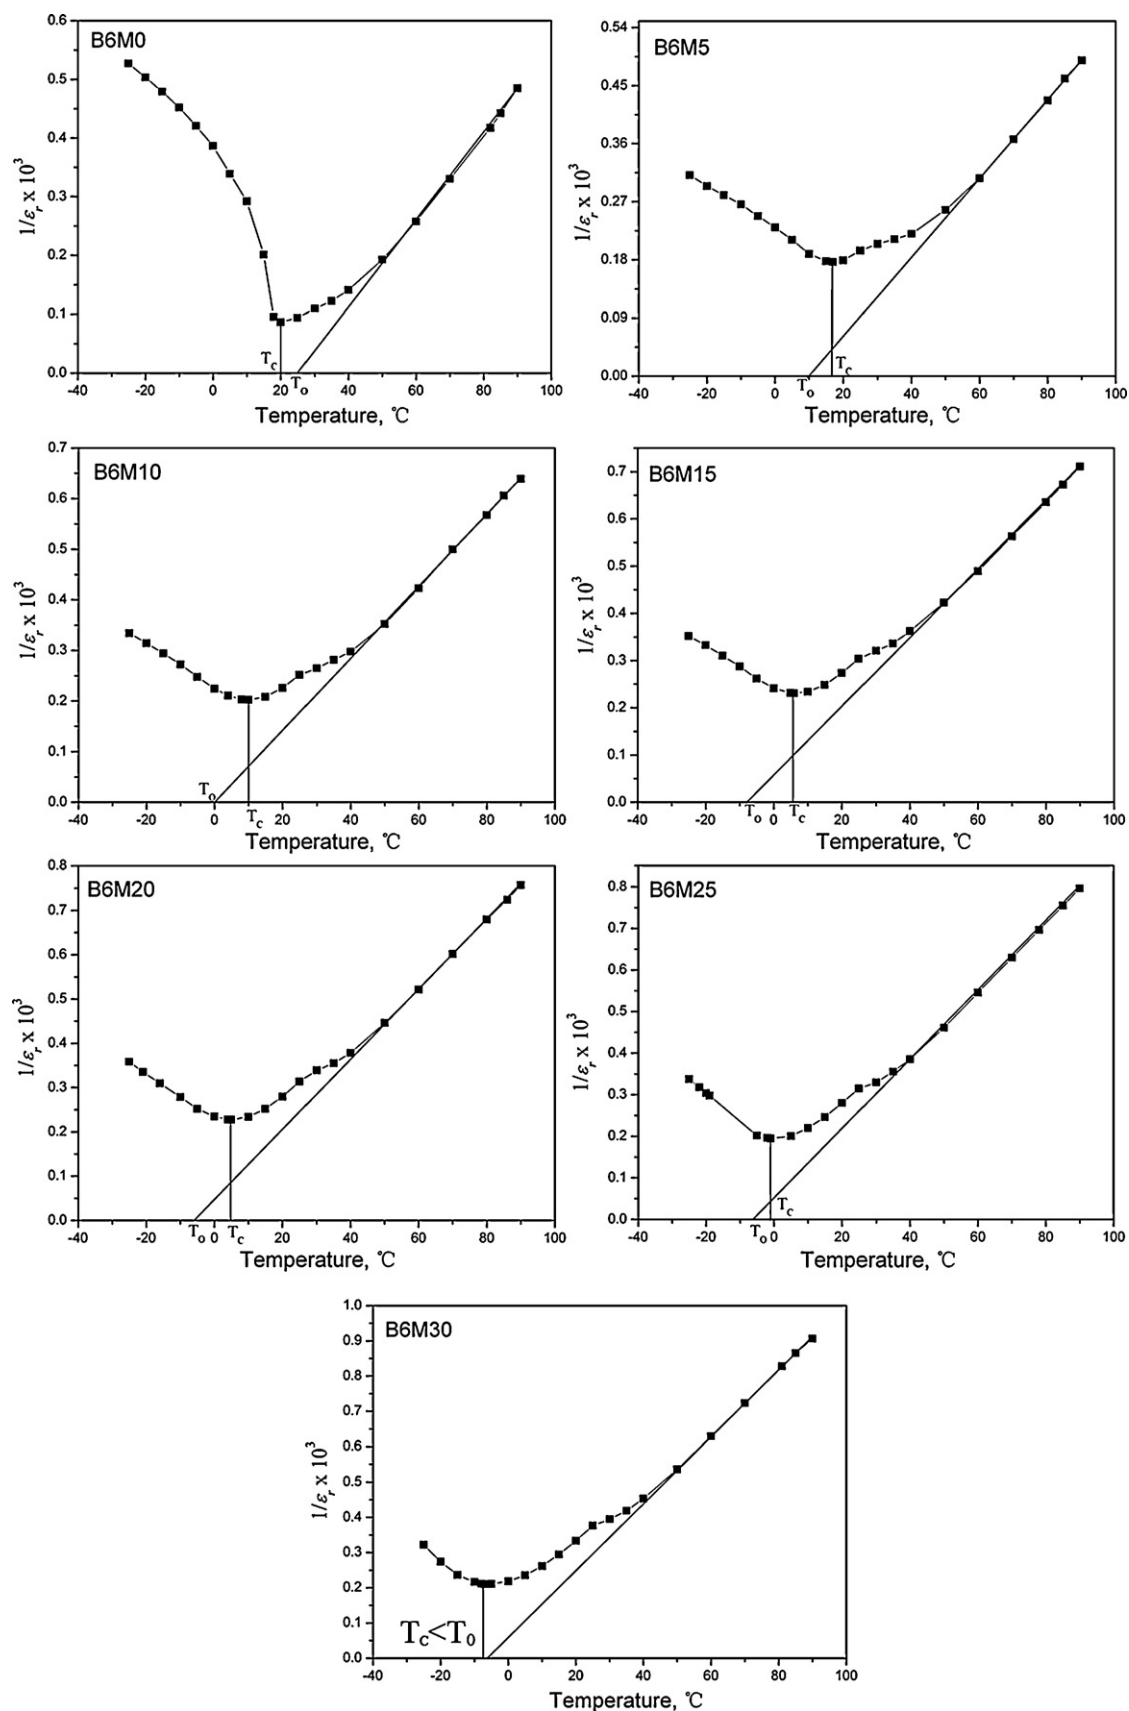 B6M0
1/εr x 10³
0.6
0.5
0.4
0.3
0.2
0.1
0.0
Tc
To
-40 -20 0 20 40 60 80 100
Temperature, ℃
B6M5
1/εr x 10³
0.54
0.45
0.36
0.27
0.18
0.09
0.00
Tc
To
-40 -20 0 20 40 60 80 100
Temperature, ℃
B6M10
1/εr x 10³
0.7
0.6
0.5
0.4
0.3
0.2
0.1
0.0
To
Tc
-40 -20 0 20 40 60 80 100
Temperature, ℃
B6M15
1/εr x 10³
0.7
0.6
0.5
0.4
0.3
0.2
0.1
0.0
To Tc
-40 -20 0 20 40 60 80 100
Temperature, ℃
B6M20
1/εr x 10³
0.8
0.7
0.6
0.5
0.4
0.3
0.2
0.1
0.0
To Tc
-40 -20 0 20 40 60 80 100
Temperature, ℃
B6M25
1/εr x 10³
0.8
0.7
0.6
0.5
0.4
0.3
0.2
0.1
0.0
Tc
To
-40 -20 0 20 40 60 80 100
Temperature, ℃
B6M30
1/εr x 10³
1.0
0.9
0.8
0.7
0.6
0.5
0.4
0.3
0.2
0.1
0.0
Tc<T0
-40 -20 0 20 40 60 80 100
Temperature, ℃